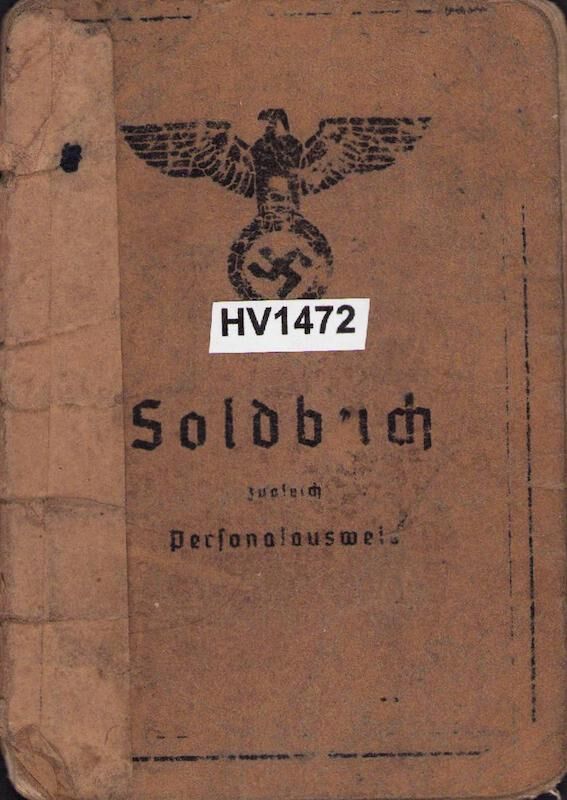 HV1472
Soldbuch
zugleich
Personalausweis